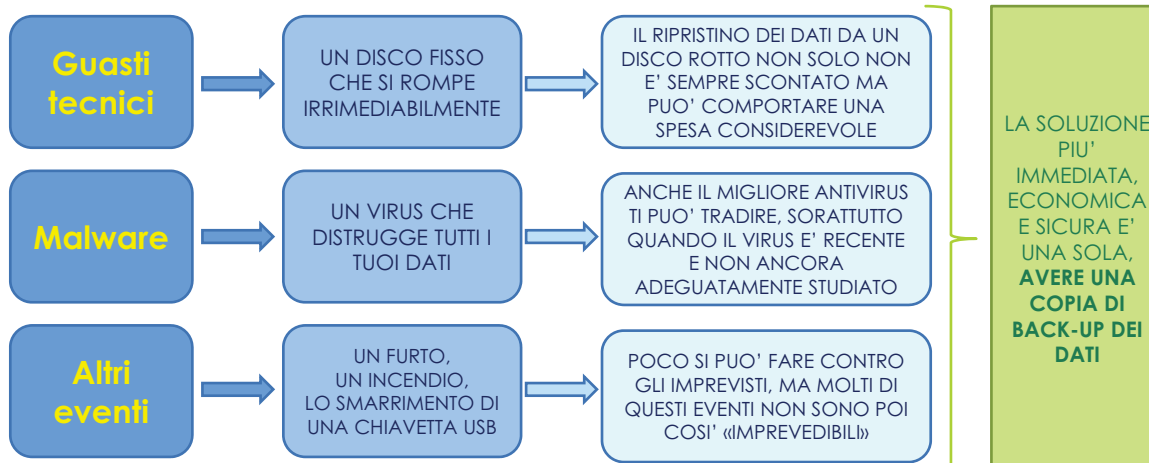 Guasti
tecnici
UN DISCO FISSO
CHE SI ROMPE
IRRIMEDIABILMENTE
IL RIPRISTINO DEI DATI DA UN
DISCO ROTTO NON SOLO NON
E’ SEMPRE SCONTATO MA
PUO’ COMPORTARE UNA
SPESA CONSIDEREVOLE
Malware
UN VIRUS CHE
DISTRUGGE TUTTI I
TUOI DATI
ANCHE IL MIGLIORE ANTIVIRUS
TI PUO’ TRADIRE, SORATTUTTO
QUANDO IL VIRUS E’ RECENTE
E NON ANCORA
ADEGUATAMENTE STUDIATO
Altri
eventi
UN FURTO,
UN INCENDIO,
LO SMARRIMENTO DI
UNA CHIAVETTA USB
POCO SI PUO’ FARE CONTRO
GLI IMPREVISTI, MA MOLTI DI
QUESTI EVENTI NON SONO POI
COSI’ «IMPREVEDIBILI»
LA SOLUZIONE
PIU’
IMMEDIATA,
ECONOMICA
E SICURA E’
UNA SOLA,
AVERE UNA
COPIA DI
BACK-UP DEI
DATI